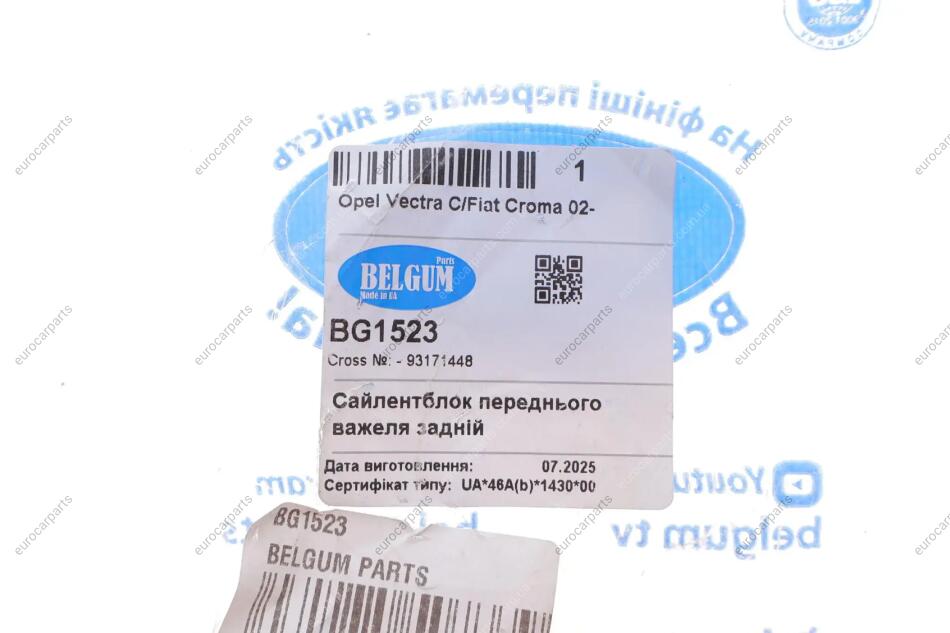 COMPANY
На фініші перемагає якість
1
Opel Vectra C/Fiat Croma 02-
Parts
BELGUM
Made in UA
BG1523
Cross №: - 93171448
Сайлентблок переднього
важеля задній
Дата виготовлення: 07.2025
Сертифікат типу: UA*46A(b)*1430*00
Youtu
belgum tv
BG1523
BELGUM PARTS
eurocarparts